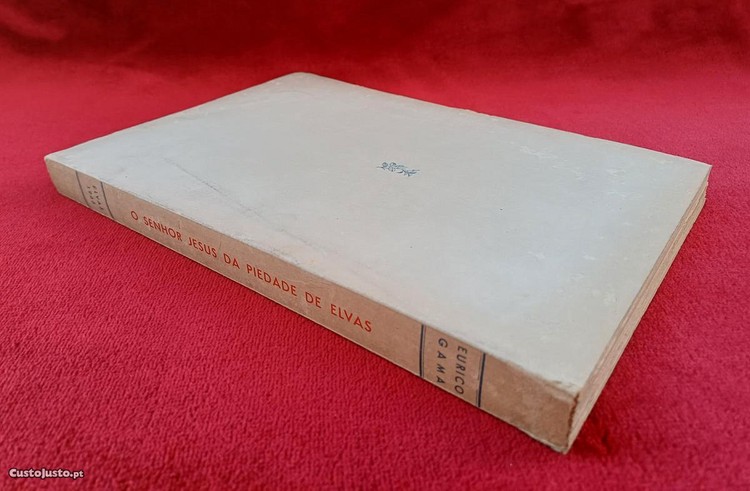 O SENHOR JESUS DA PIEDADE DE ELVAS
EURICO
GAMA
CustoJusto.pt